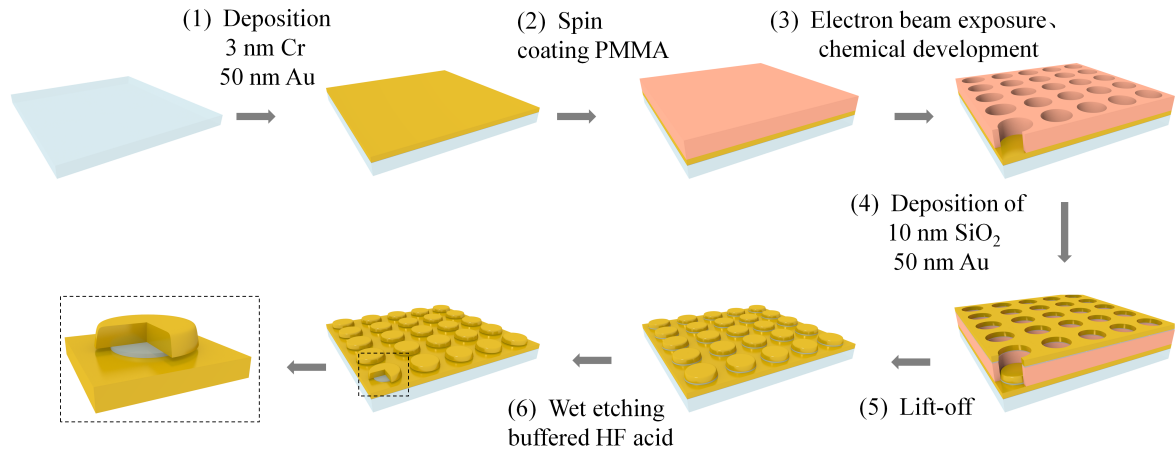 (1) Deposition
3 nm Cr
50 nm Au
(2) Spin
coating PMMA
(3) Electron beam exposure、
chemical development
(4) Deposition of
10 nm SiO₂
50 nm Au
(5) Lift-off
(6) Wet etching
buffered HF acid